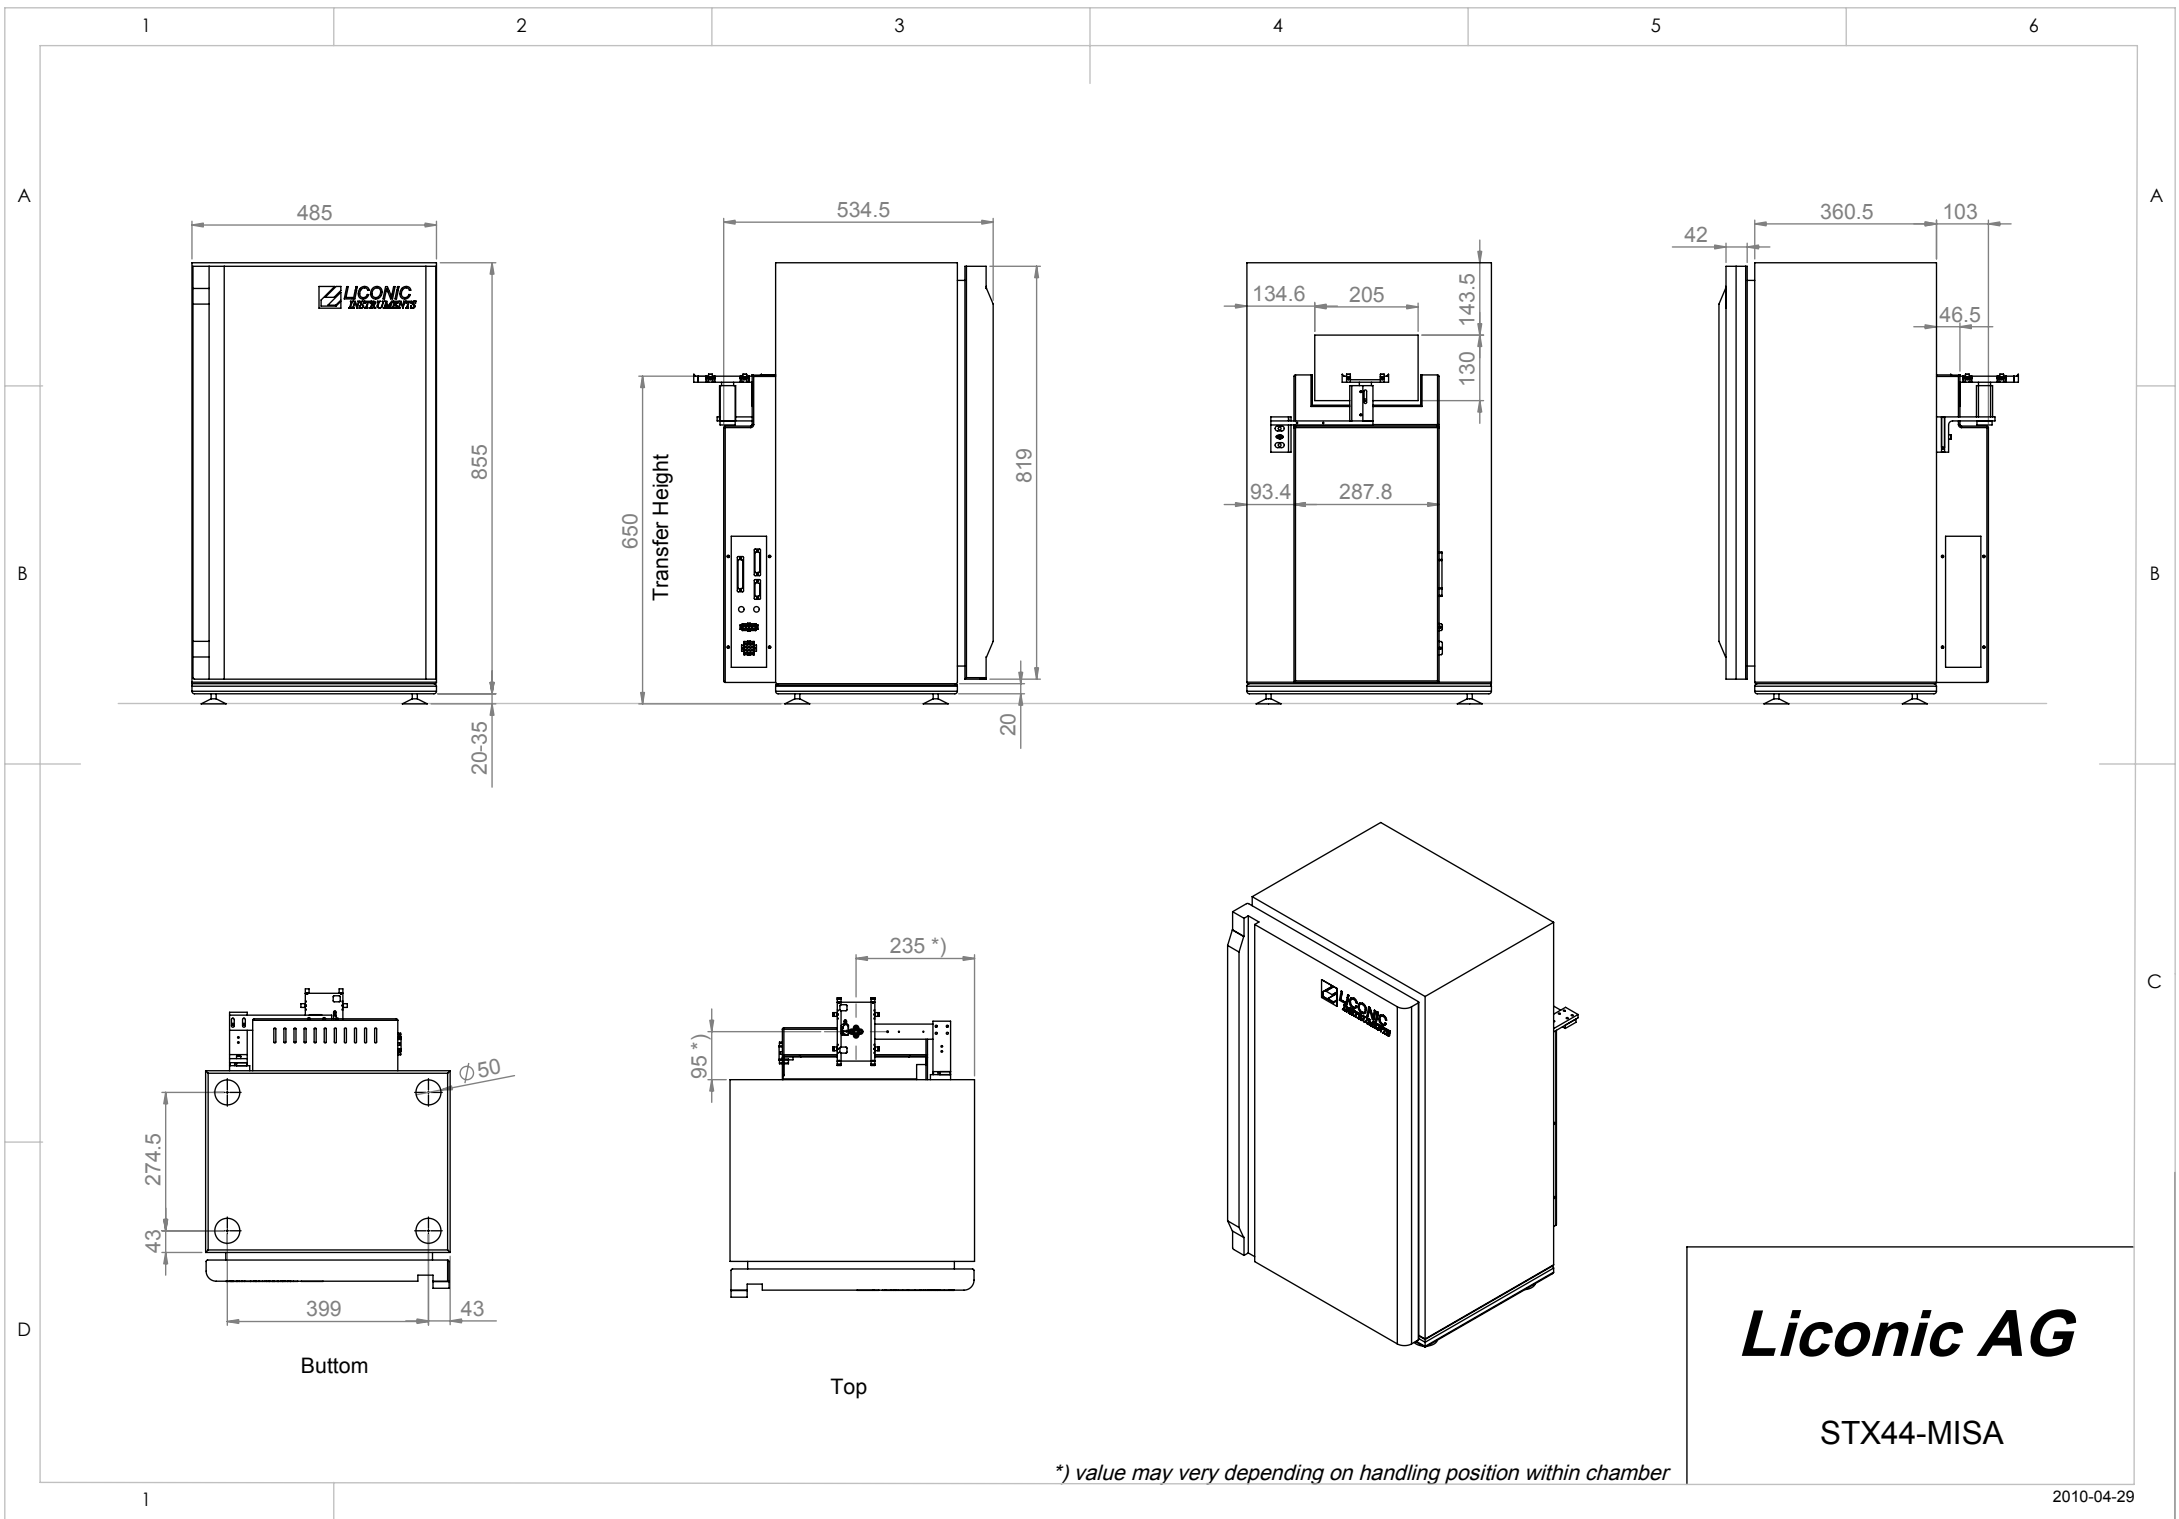 1 2 3 4 5 6
A A
485
534.5
360.5 103
42
LICONIC
INSTRUMENTS
134.6 205 143.5
46.5
130
855
819
650
Transfer Height
93.4 287.8
B B
20-35
20
235 *)
C
95 *)
LICONIC
INSTRUMENTS
Ø50
274.5
43
399 43
D
Buttom
Top
Liconic AG
STX44-MISA
*) value may very depending on handling position within chamber
1
2010-04-29